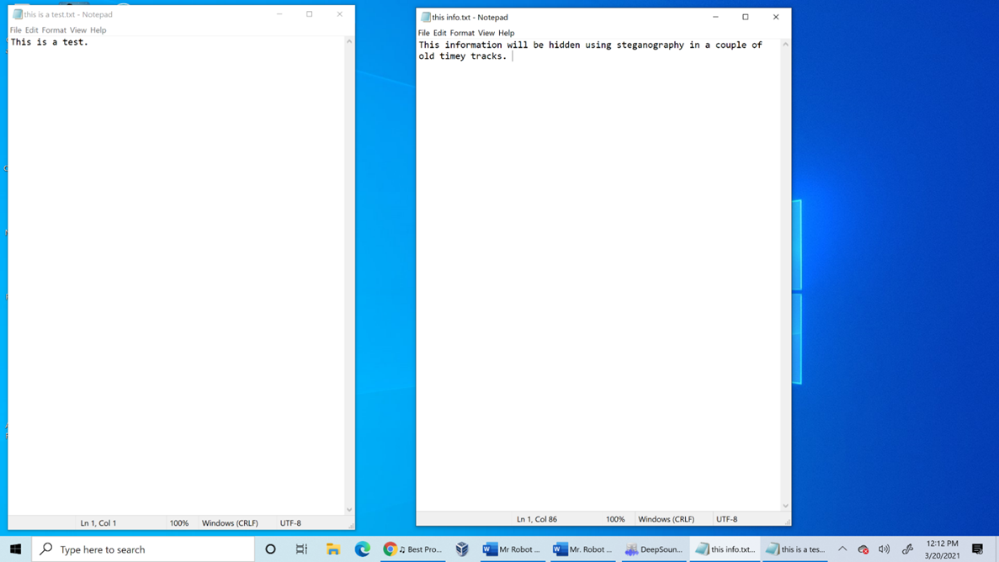 this is a test.txt - Notepad
File Edit Format View Help
This is a test.
Ln 1, Col 1
100%
Windows (CRLF)
UTF-8
this info.txt - Notepad
File Edit Format View Help
This information will be hidden using steganography in a couple of
old timey tracks.
Ln 1, Col 86
100%
Windows (CRLF)
UTF-8
Type here to search
♫ Best Pro...
Mr Robot ...
Mr. Robot ...
DeepSoun...
this info.txt...
this is a tes...
12:12 PM
3/20/2021